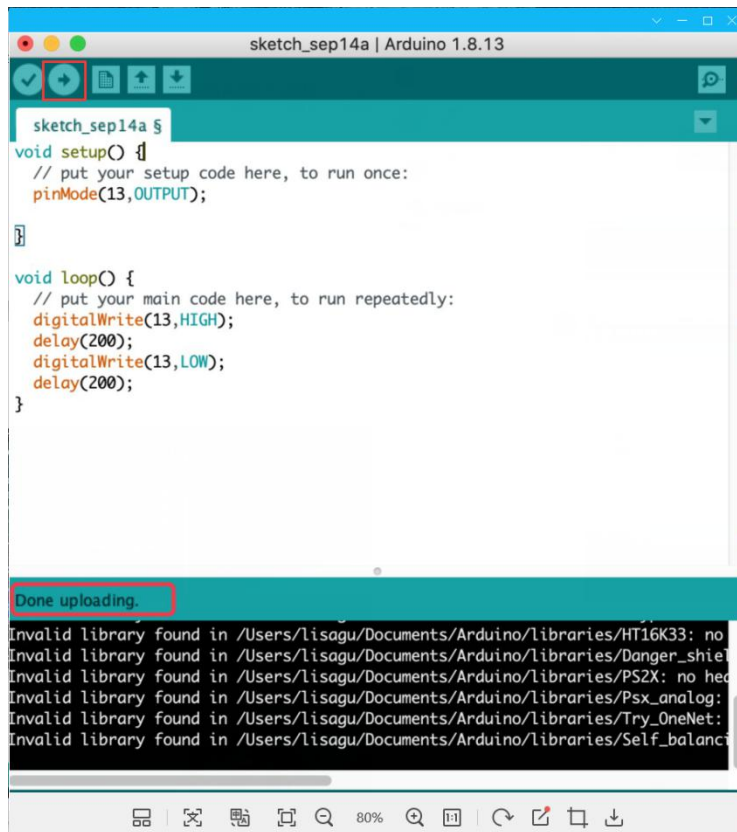 sketch_sep14a | Arduino 1.8.13
sketch_sep14a §
void setup() {
// put your setup code here, to run once:
pinMode(13,OUTPUT);
}
void loop() {
// put your main code here, to run repeatedly:
digitalWrite(13,HIGH);
delay(200);
digitalWrite(13,LOW);
delay(200);
}
Done uploading.
Invalid library found in /Users/lisagu/Documents/Arduino/libraries/HT16K33: no
Invalid library found in /Users/lisagu/Documents/Arduino/libraries/Danger_shiel
Invalid library found in /Users/lisagu/Documents/Arduino/libraries/PS2X: no hea
Invalid library found in /Users/lisagu/Documents/Arduino/libraries/Psx_analog:
Invalid library found in /Users/lisagu/Documents/Arduino/libraries/Try_OneNet:
Invalid library found in /Users/lisagu/Documents/Arduino/libraries/Self_balanci
80% 1:1